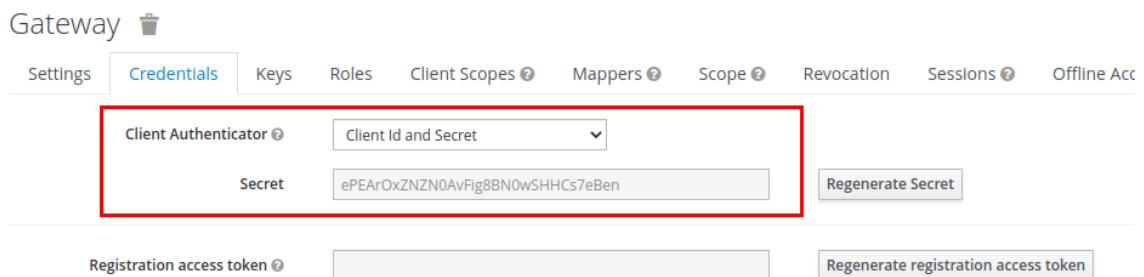 Gateway
Settings Credentials Keys Roles Client Scopes Mappers Scope Revocation Sessions Offline Acc
Client Authenticator Client Id and Secret
Secret ePEArOxZNZN0AvFig8BN0wSHHCs7eBen Regenerate Secret
Registration access token Regenerate registration access token